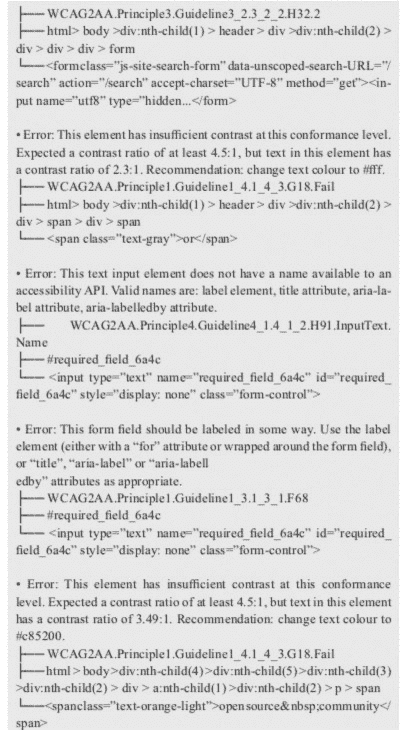 ├── WCAG2AA.Principle3.Guideline3_2.3_2_2.H32.2
├── html> body >div:nth-child(1) > header > div >div:nth-child(2) >
div > div > div > form
└──<formclass="js-site-search-form" data-unscoped-search-URL="/
search" action="/search" accept-charset="UTF-8" method="get"><in-
put name="utf8" type="hidden...</form>
• Error: This element has insufficient contrast at this conformance level.
Expected a contrast ratio of at least 4.5:1, but text in this element has
a contrast ratio of 2.3:1. Recommendation: change text colour to #fff.
├── WCAG2AA.Principle1.Guideline1_4.1_4_3.G18.Fail
├── html> body >div:nth-child(1) > header > div >div:nth-child(2) >
div > span > div > span
└── <span class="text-gray">or</span>
• Error: This text input element does not have a name available to an
accessibility API. Valid names are: label element, title attribute, aria-la-
bel attribute, aria-labelledby attribute.
├── WCAG2AA.Principle4.Guideline4_1.4_1_2.H91.InputText.
Name
├── #required_field_6a4c
└── <input type="text" name="required_field_6a4c" id="required_
field_6a4c" style="display: none" class="form-control">
• Error: This form field should be labeled in some way. Use the label
element (either with a "for" attribute or wrapped around the form field),
or "title", "aria-label" or "aria-labell
edby" attributes as appropriate.
├── WCAG2AA.Principle1.Guideline1_3.1_3_1.F68
├── #required_field_6a4c
└── <input type="text" name="required_field_6a4c" id="required_
field_6a4c" style="display: none" class="form-control">
• Error: This element has insufficient contrast at this conformance
level. Expected a contrast ratio of at least 4.5:1, but text in this element
has a contrast ratio of 3.49:1. Recommendation: change text colour to
#c85200.
├── WCAG2AA.Principle1.Guideline1_4.1_4_3.G18.Fail
├── html > body>div:nth-child(4)>div:nth-child(5)>div:nth-child(3)
>div:nth-child(2) > div > a:nth-child(1)>div:nth-child(2) > p > span
└──<spanclass="text-orange-light">open source&nbsp;community</
span>